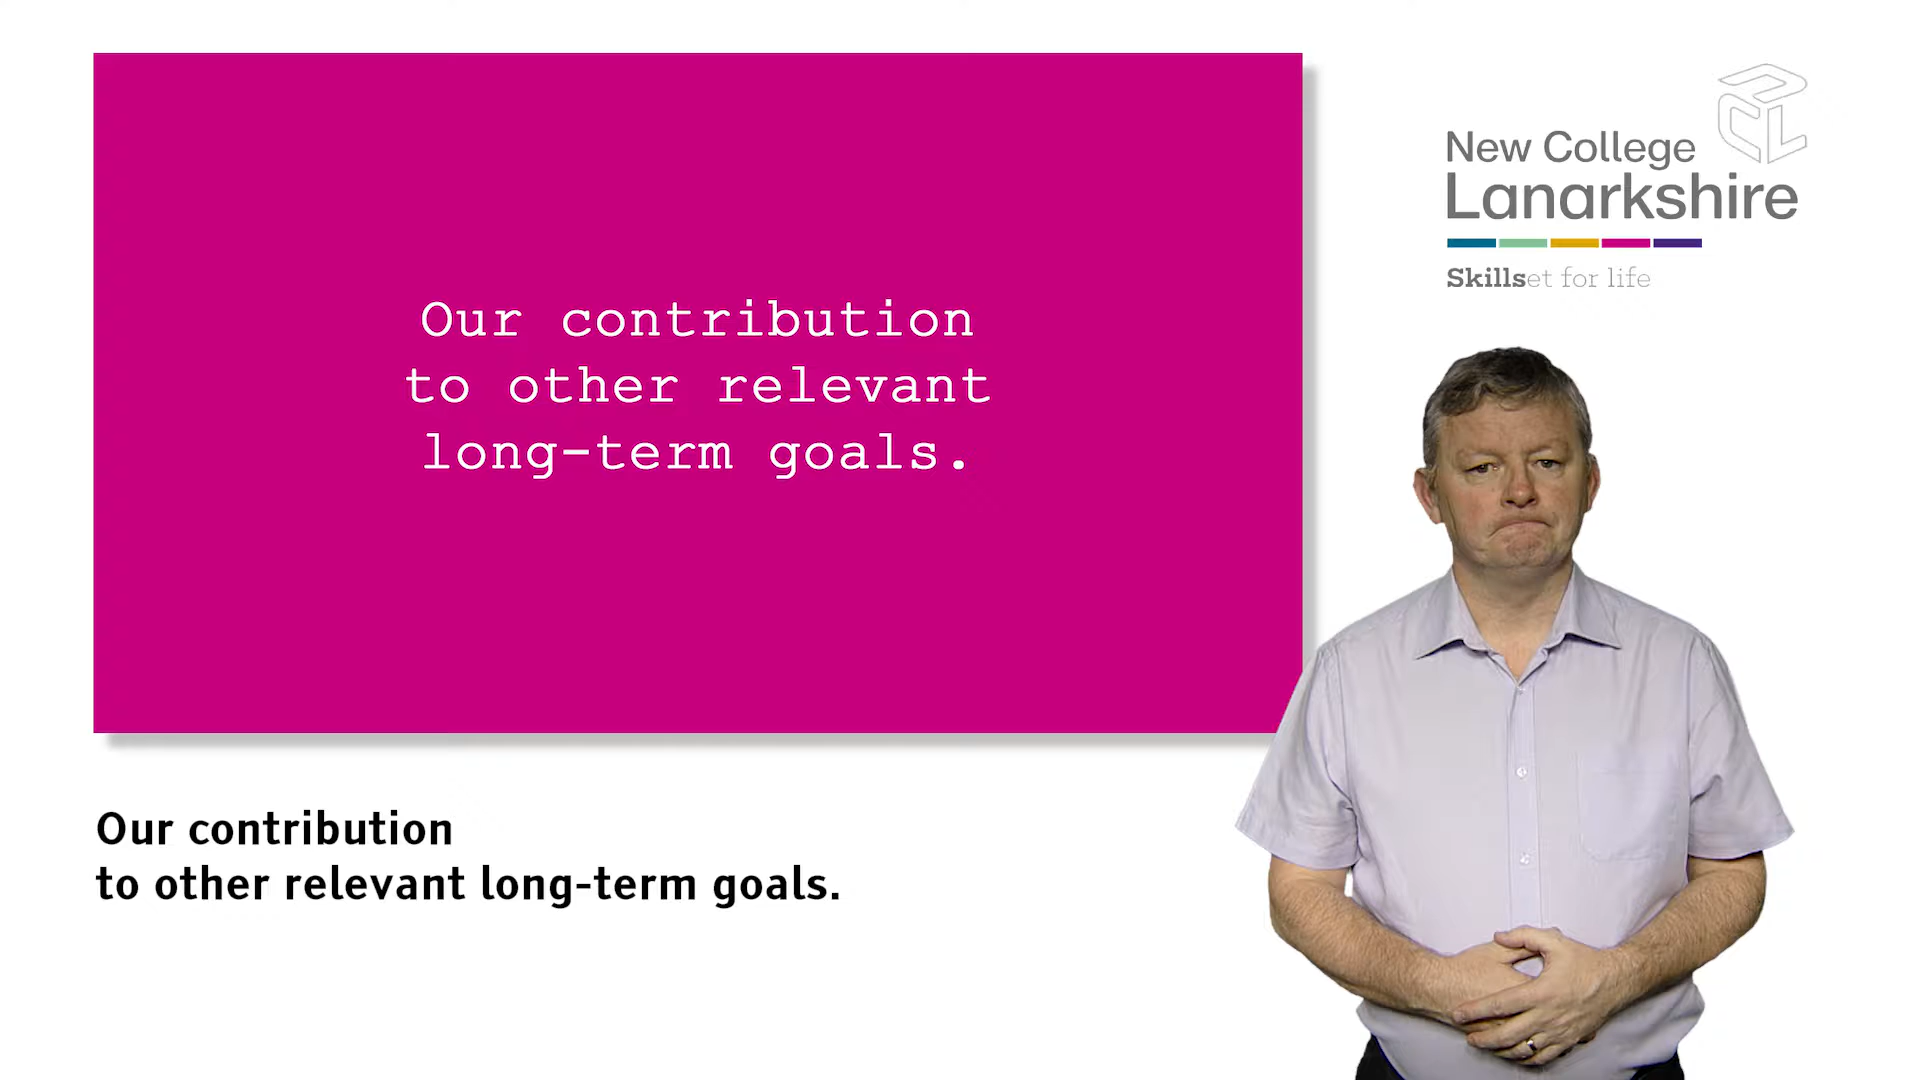 Our contribution
to other relevant
long-term goals.
NCL
New College
Lanarkshire
Skillset for life
Our contribution
to other relevant long-term goals.